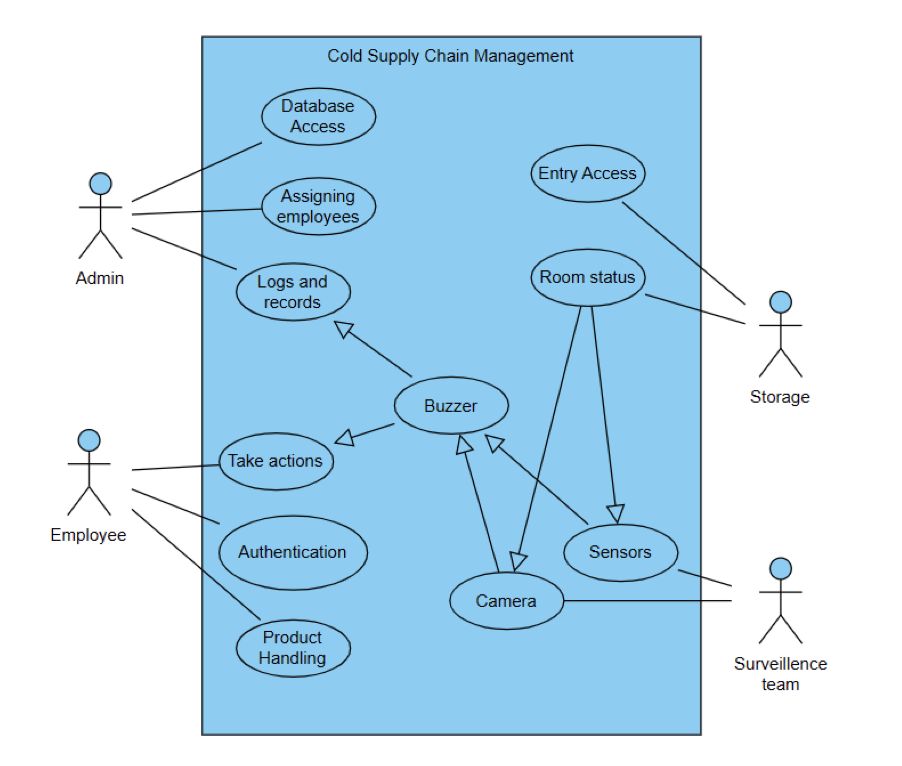 Cold Supply Chain Management
Database
Access
Assigning
employees
Logs and
records
Admin
Entry Access
Room status
Storage
Buzzer
Take actions
Employee
Authentication
Product
Handling
Sensors
Camera
Surveillence
team